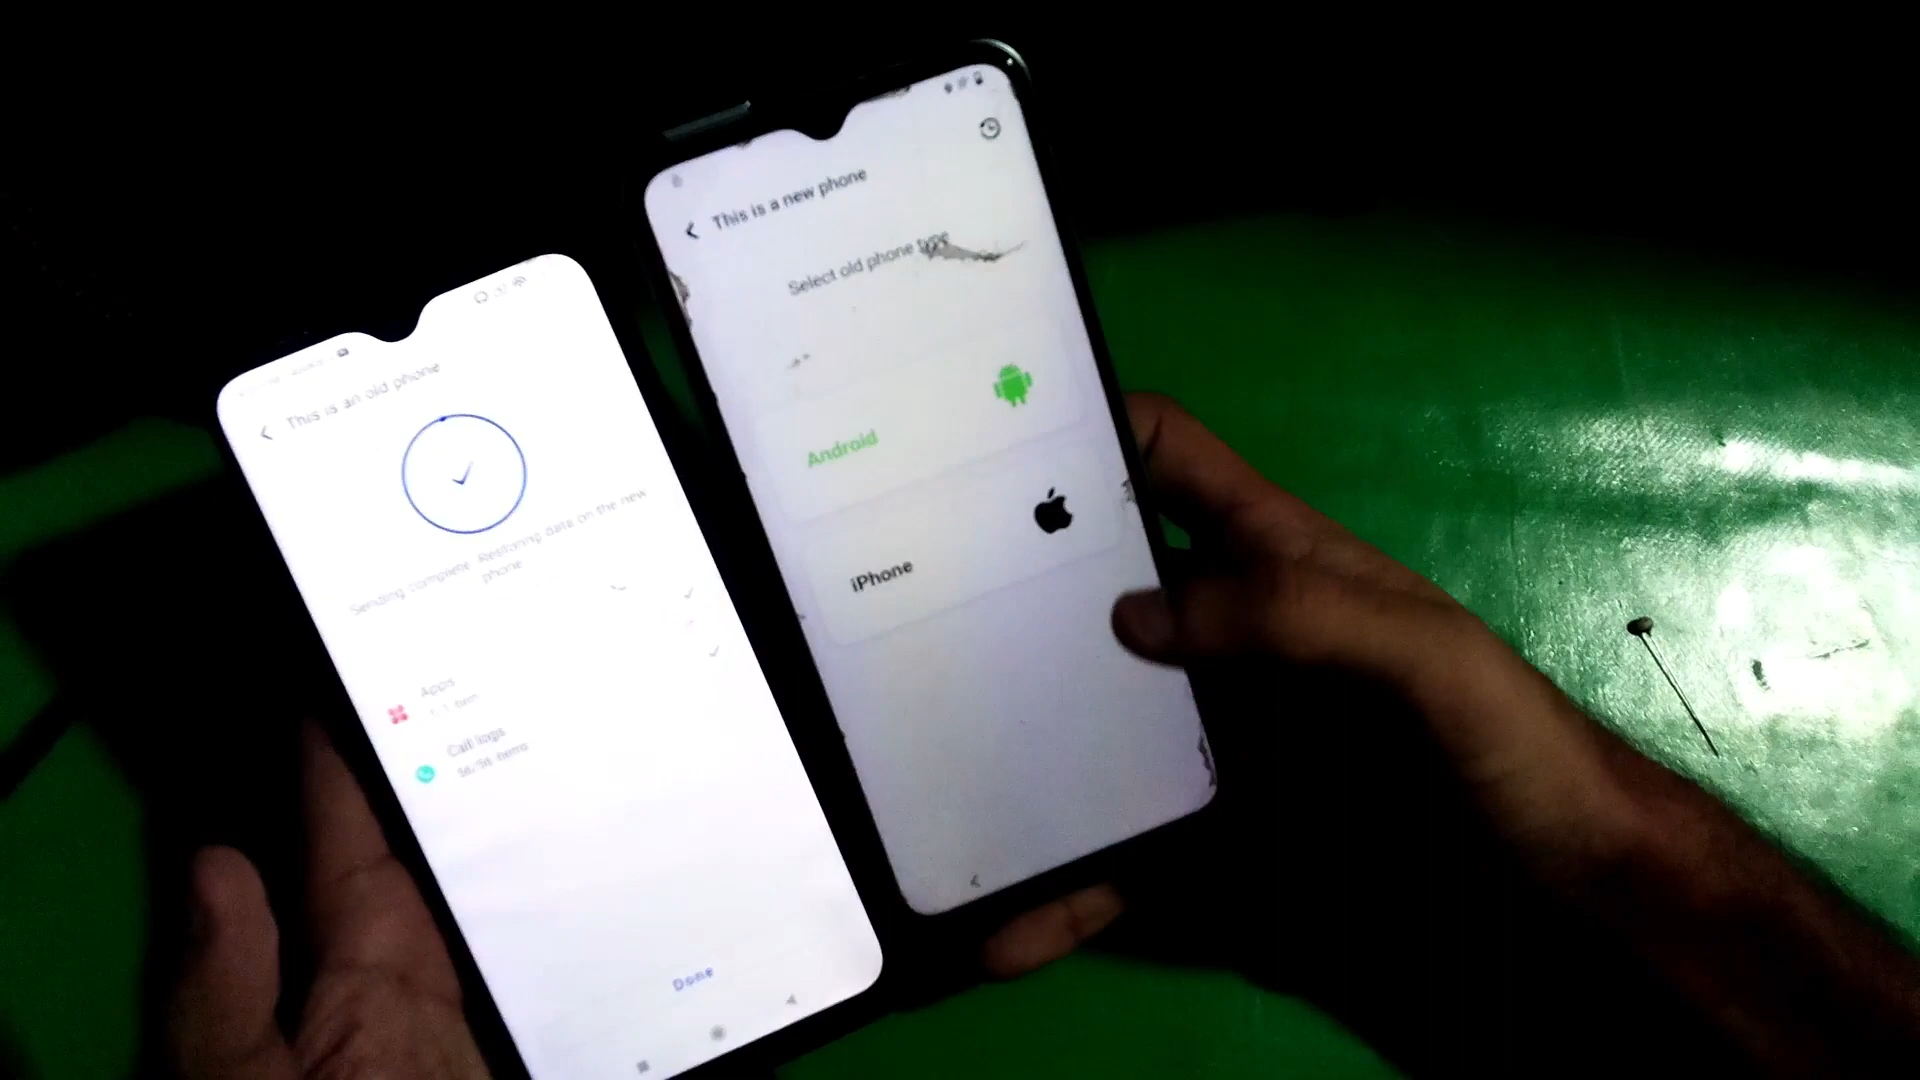 This is an old phone
Sending complete. Restoring data on the new
phone
Apps
Call logs
items
Done
This is a new phone
Select old phone type
Android
iPhone